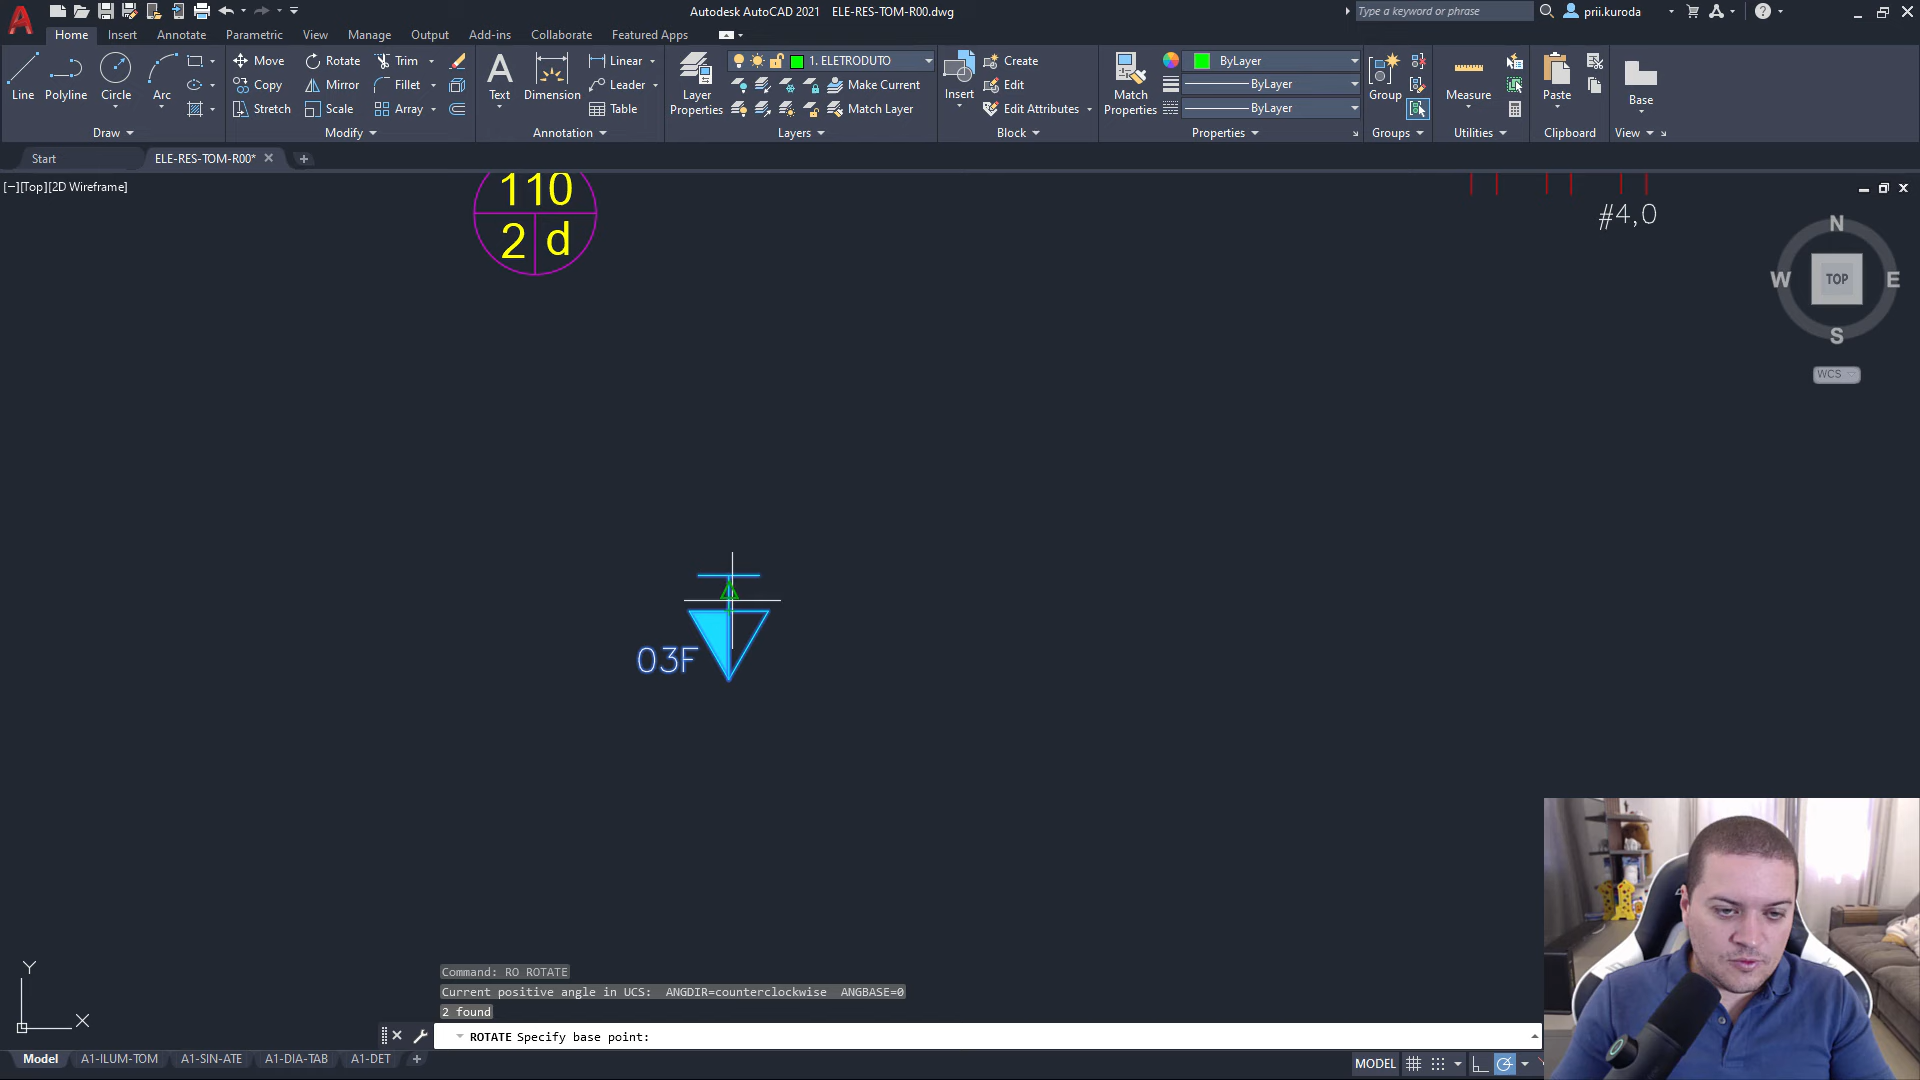 Autodesk AutoCAD 2021 ELE-RES-TOM-R00.dwg
Type a keyword or phrase
prii.kuroda
Home Insert Annotate Parametric View Manage Output Add-ins Collaborate Featured Apps
Line
Polyline
Circle
Arc
Move
Rotate
Trim
Copy
Mirror
Fillet
Stretch
Scale
Array
Text
Dimension
Linear
Leader
Table
Layer
Properties
1. ELETRODUTO
Make Current
Match Layer
Insert
Create
Edit
Edit Attributes
Match
Properties
ByLayer
ByLayer
ByLayer
Group
Measure
Paste
Base
Draw
Modify
Annotation
Layers
Block
Properties
Groups
Utilities
Clipboard
View
Start
ELE-RES-TOM-R00*
[−][Top][2D Wireframe]
110
2 d
#4,0
N
W TOP E
S
WCS
03F
Y
X
Command: RO ROTATE
Current positive angle in UCS: ANGDIR=counterclockwise ANGBASE=0
2 found
ROTATE Specify base point:
Model A1-ILUM-TOM A1-SIN-ATE A1-DIA-TAB A1-DET
MODEL